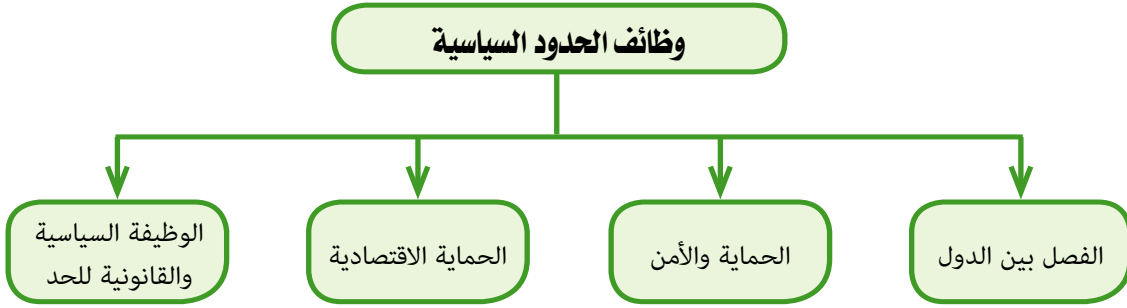 وظائف الحدود السياسية
الفصل بين الدول
الحماية والأمن
الحماية الاقتصادية
الوظيفة السياسية
والقانونية للحد